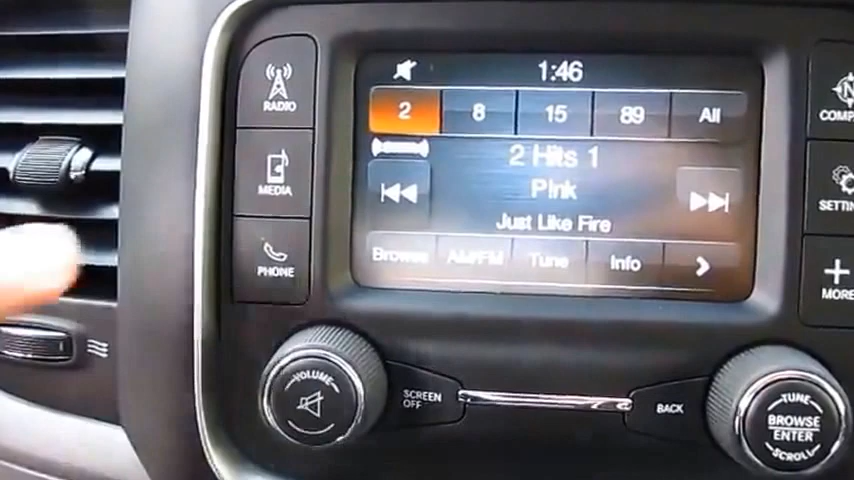 RADIO
MEDIA
PHONE
1:46
2 8 15 89 All
2 Hits 1
P!nk
Just Like Fire
Browse AM/FM Tune Info
N
MORE
VOLUME
SCREEN OFF
BACK
TUNE
BROWSE
ENTER
SCROLL